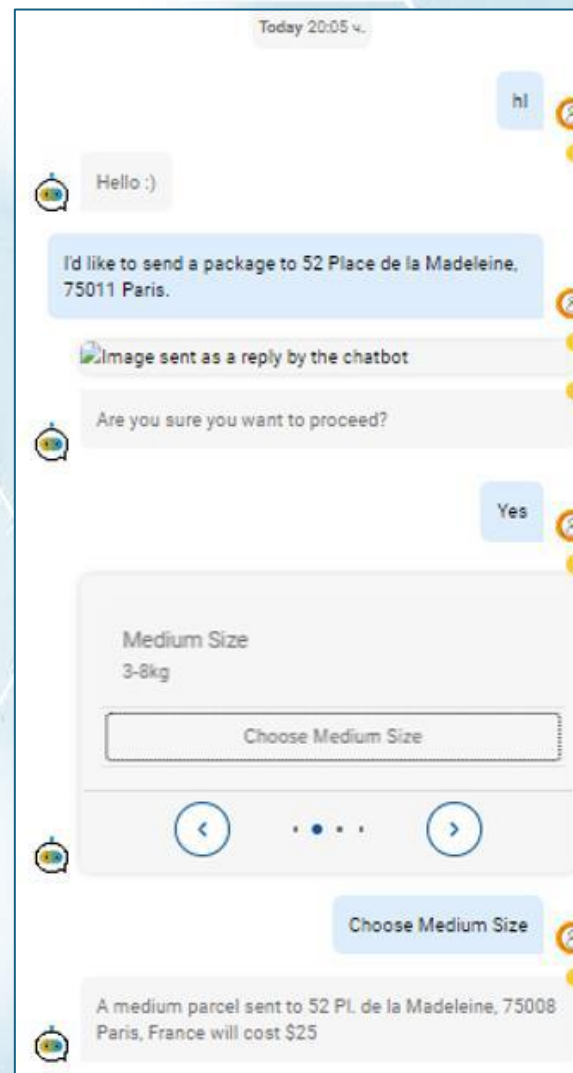 Today 20:05 ч.
hI
Hello :)
I'd like to send a package to 52 Place de la Madeleine,
75011 Paris.
Image sent as a reply by the chatbot
Are you sure you want to proceed?
Yes
Medium Size
3-8kg
Choose Medium Size
Choose Medium Size
A medium parcel sent to 52 Pl. de la Madeleine, 75008
Paris, France will cost $25